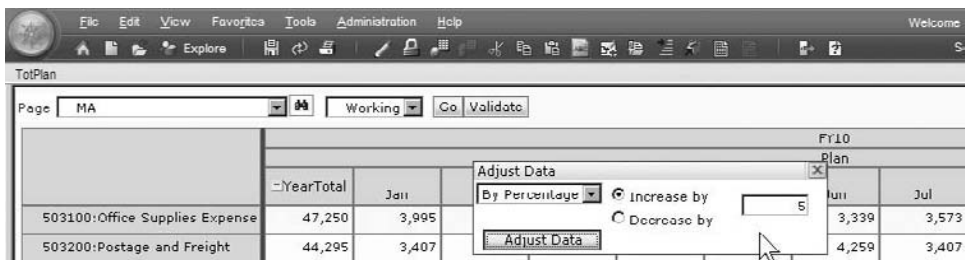 File Edit View Favorites Tools Administration Help Welcome
Explore
TotPlan
Page MA Working Go Validate
FY10
Plan
Adjust Data
YearTotal Jan By Percentage Increase by 5 Jun Jul
Decrease by
503100:Office Supplies Expense 47,250 3,995 3,339 3,573
Adjust Data
503200:Postage and Freight 44,295 3,407 4,259 3,407